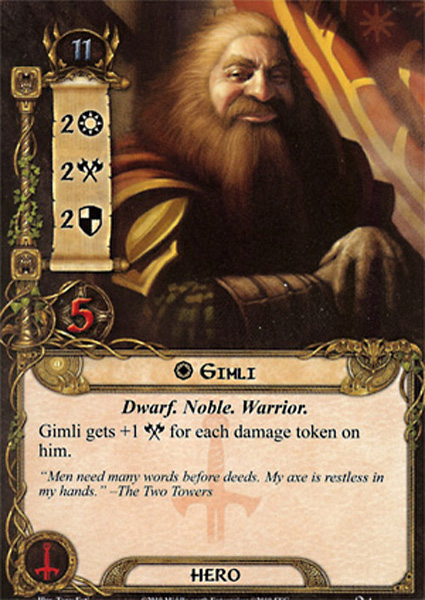 11
2
2
2
5
GIMLI
Dwarf. Noble. Warrior.
Gimli gets +1 for each damage token on
him.
“Men need many words before deeds. My axe is restless in
my hands.” –The Two Towers
HERO